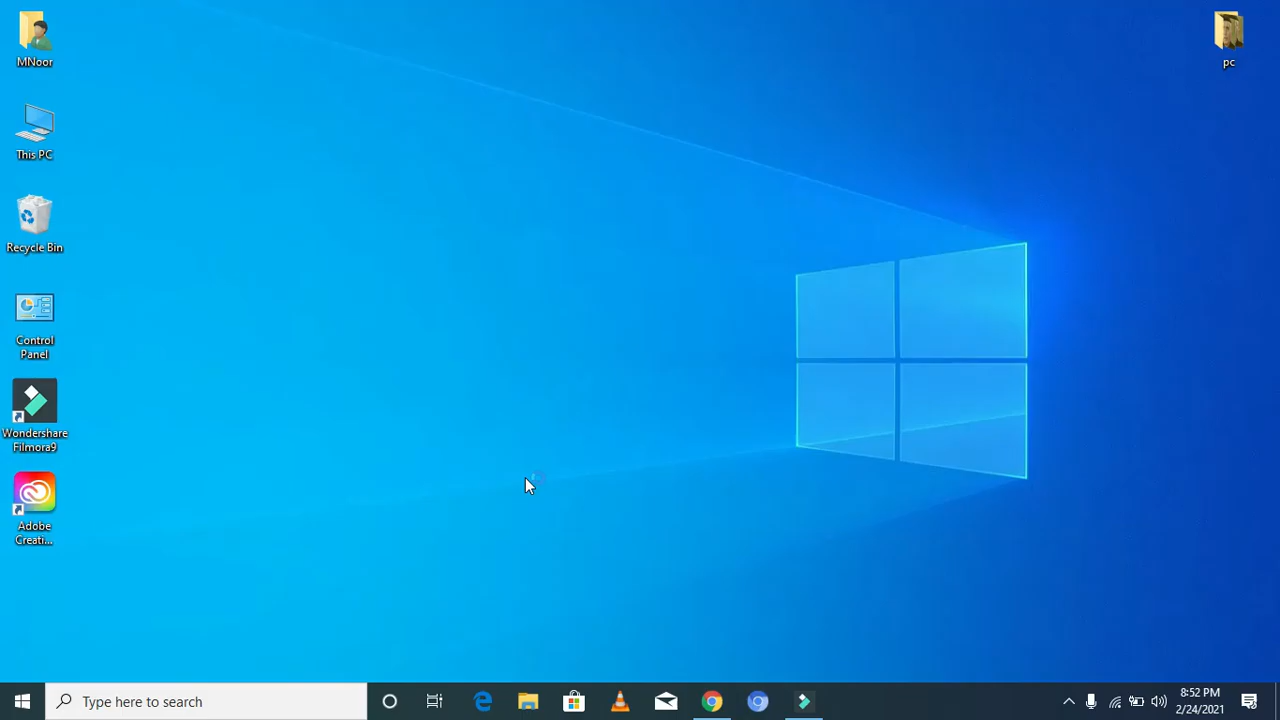 MNoor
This PC
Recycle Bin
Control
Panel
Wondershare
Filmora9
Adobe
Creati...
pc
Type here to search
8:52 PM
2/24/2021